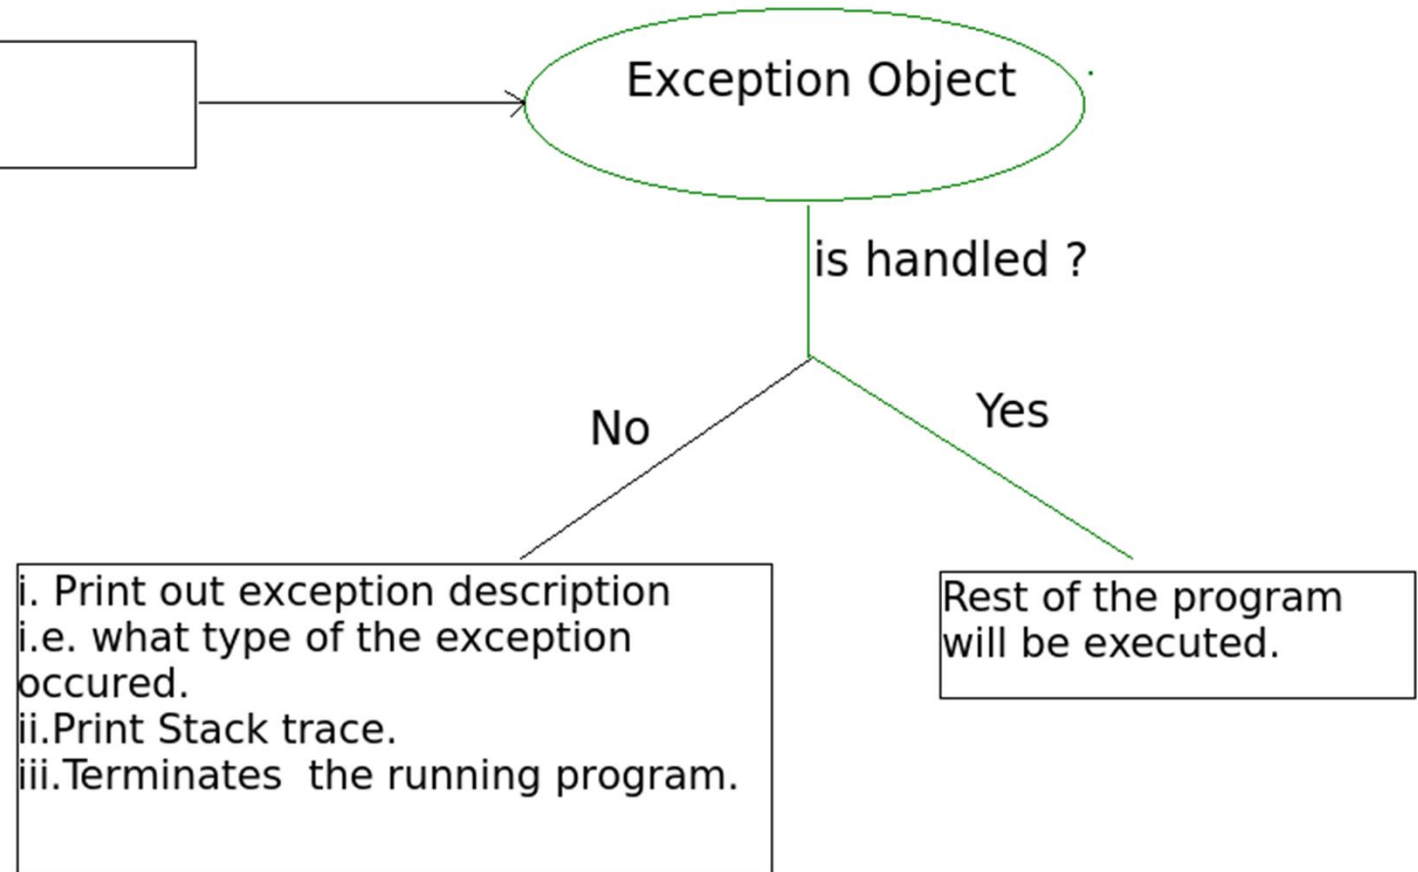 Exception Object
is handled ?
No
Yes
i. Print out exception description
i.e. what type of the exception
occured.
ii.Print Stack trace.
iii.Terminates  the running program.
Rest of the program
will be executed.